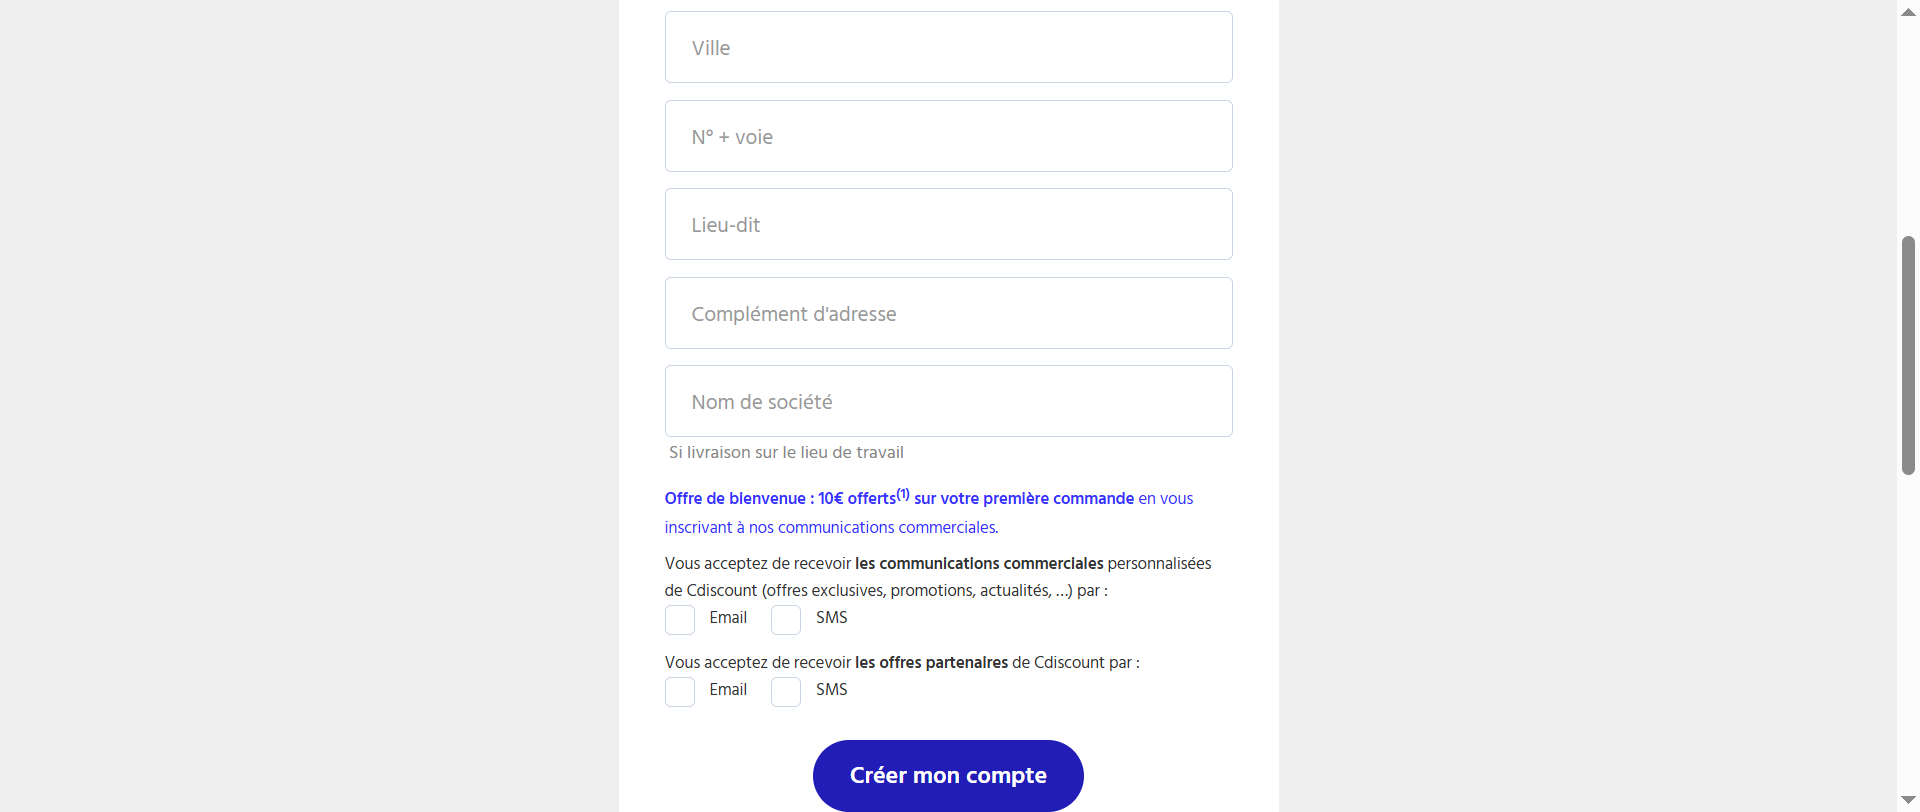 Ville
N° + voie
Lieu-dit
Complément d'adresse
Nom de société
Si livraison sur le lieu de travail
Offre de bienvenue : 10€ offerts(1) sur votre première commande en vous
inscrivant à nos communications commerciales.
Vous acceptez de recevoir les communications commerciales personnalisées
de Cdiscount (offres exclusives, promotions, actualités, …) par :
Email SMS
Vous acceptez de recevoir les offres partenaires de Cdiscount par :
Email SMS
Créer mon compte